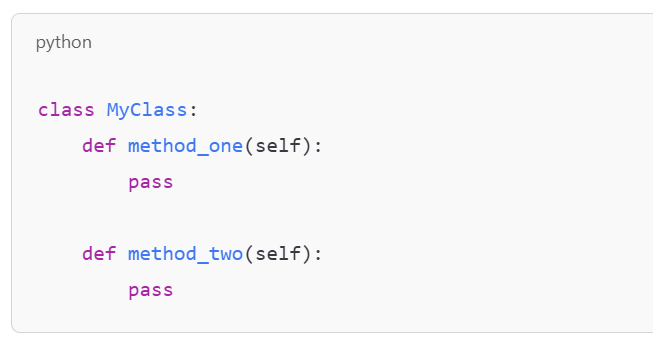 python
class MyClass:
    def method_one(self):
        pass
    def method_two(self):
        pass